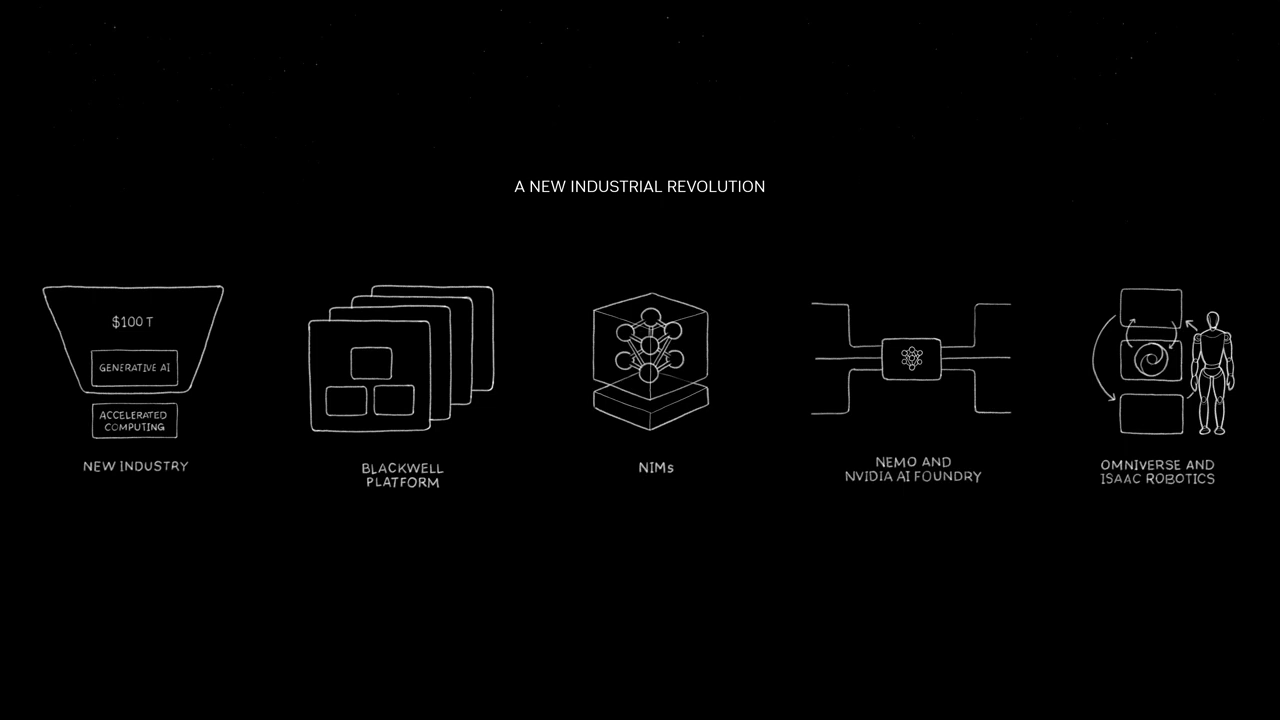 A NEW INDUSTRIAL REVOLUTION
$100 T
GENERATIVE AI
ACCELERATED
COMPUTING
NEW INDUSTRY
BLACKWELL
PLATFORM
NIMs
NEMO AND
NVIDIA AI FOUNDRY
OMNIVERSE AND
ISAAC ROBOTICS